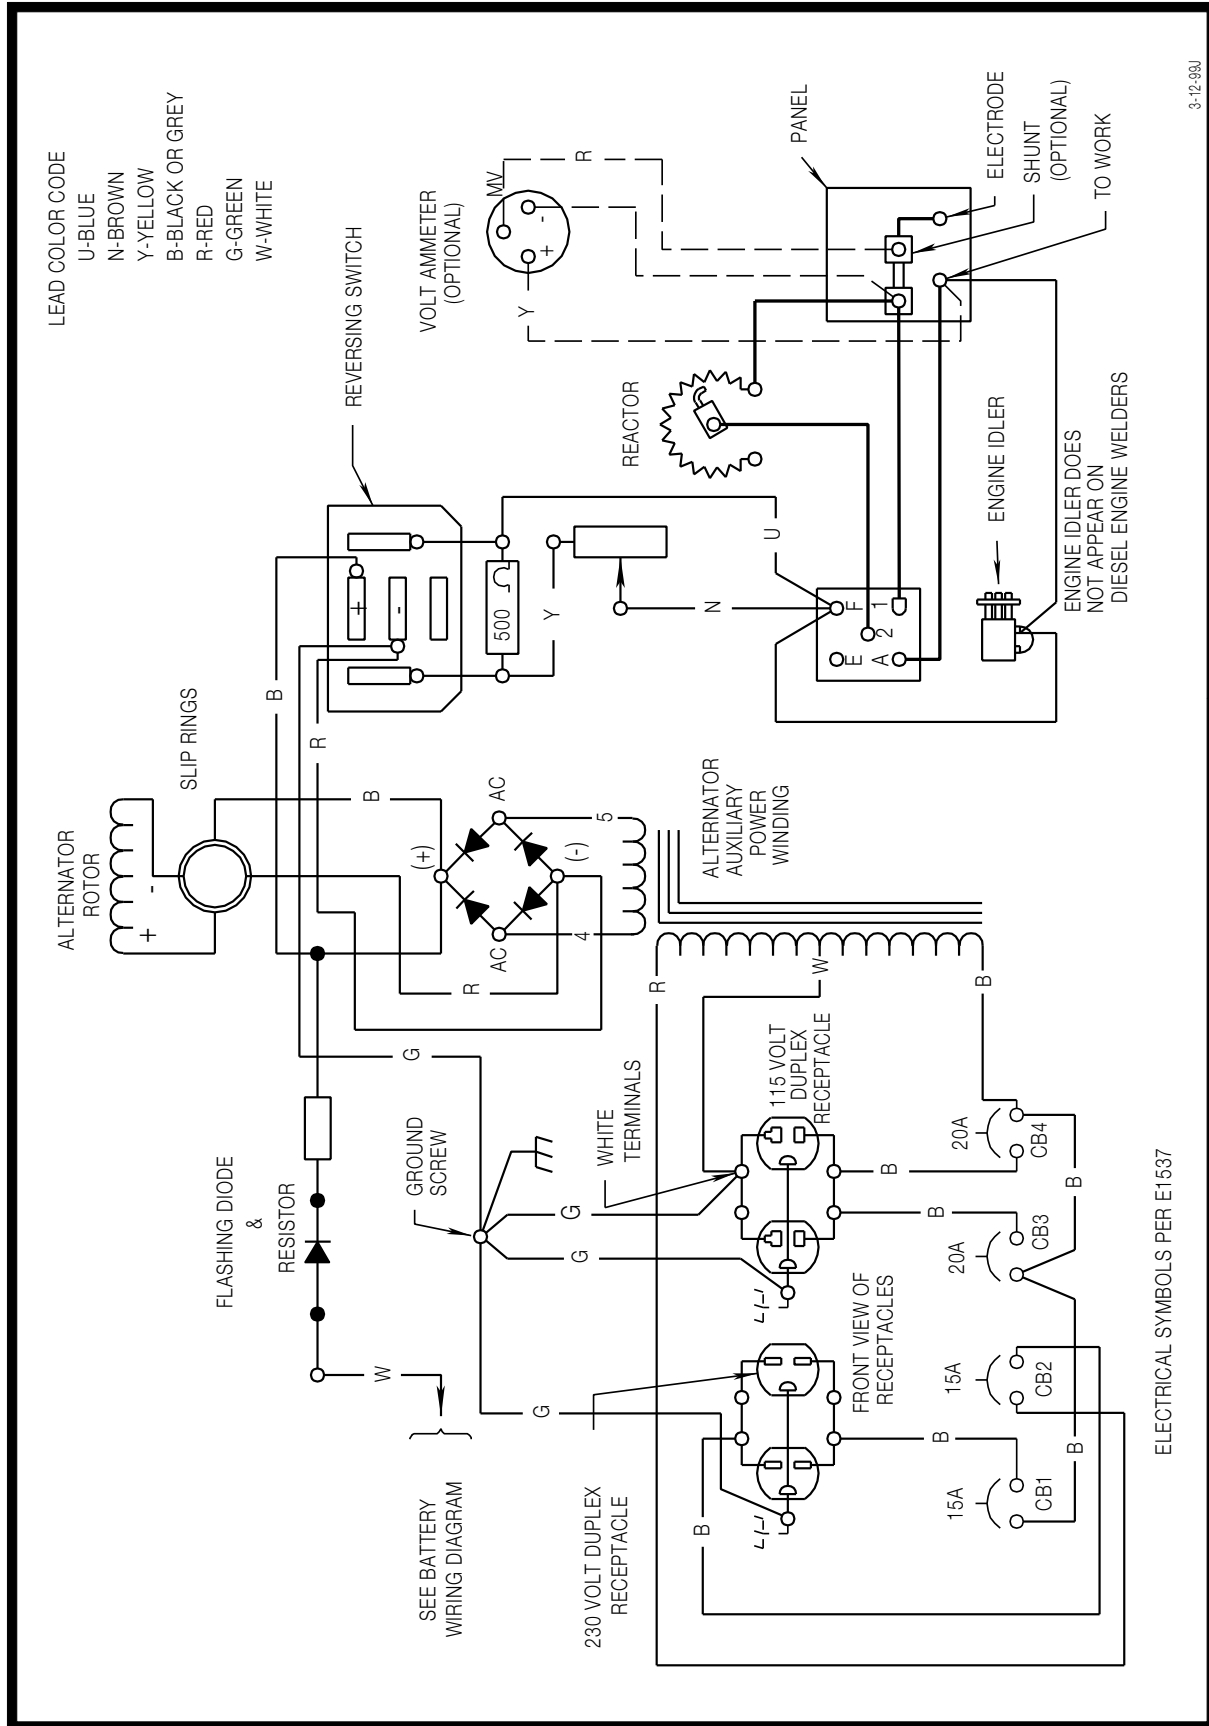 LEAD COLOR CODE
U-BLUE
N-BROWN
Y-YELLOW
B-BLACK OR GREY
R-RED
G-GREEN
W-WHITE
ALTERNATOR
ROTOR
+
-
SLIP RINGS
REVERSING SWITCH
+
-
B
R
B
G
R
FLASHING DIODE
&
RESISTOR
W
SEE BATTERY
WIRING DIAGRAM
GROUND
SCREW
(+)
AC
AC
(-)
4
5
500
Y
VOLT AMMETER
(OPTIONAL)
MV
+
-
Y
R
REACTOR
PANEL
ELECTRODE
SHUNT
(OPTIONAL)
TO WORK
N
U
E
F
A
2
1
ENGINE IDLER
ENGINE IDLER DOES
NOT APPEAR ON
DIESEL ENGINE WELDERS
ALTERNATOR
AUXILIARY
POWER
WINDING
R
W
B
WHITE
TERMINALS
115 VOLT
DUPLEX
RECEPTACLE
G
G
G
230 VOLT DUPLEX
RECEPTACLE
FRONT VIEW OF
RECEPTACLES
B
B
B
B
B
B
15A
CB1
15A
CB2
20A
CB3
20A
CB4
ELECTRICAL SYMBOLS PER E1537
3-12-99J